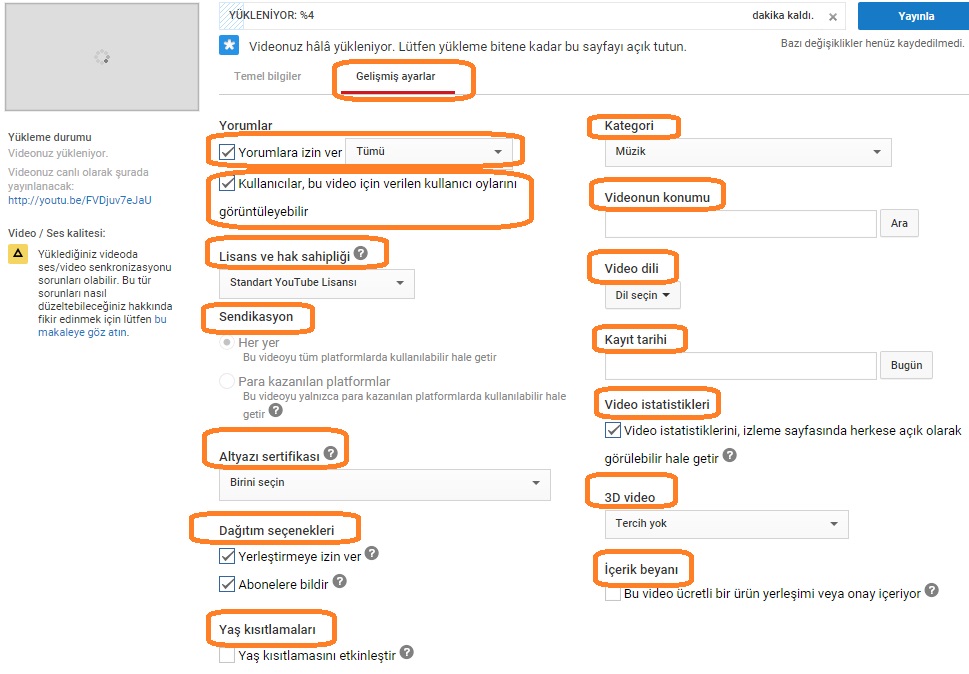 YÜKLENİYOR: %4
dakika kaldı.
Yayınla
Videonuz hâlâ yükleniyor. Lütfen yükleme bitene kadar bu sayfayı açık tutun.
Bazı değişiklikler henüz kaydedilmedi.
Temel bilgiler
Gelişmiş ayarlar
Yükleme durumu
Videonuz yükleniyor.
Videonuz canlı olarak şurada
yayınlanacak:
http://youtu.be/FVDjuv7eJaU
Video / Ses kalitesi:
Yüklediğiniz videoda
ses/video senkronizasyonu
sorunları olabilir. Bu tür
sorunları nasıl
düzeltebileceğiniz hakkında
fikir edinmek için lütfen bu
makaleye göz atın.
Yorumlar
Yorumlara izin ver
Tümü
Kullanıcılar, bu video için verilen kullanıcı oylarını
görüntüleyebilir
Lisans ve hak sahipliği ?
Standart YouTube Lisansı
Sendikasyon
Her yer
Bu videoyu tüm platformlarda kullanılabilir hale getir
Para kazanılan platformlar
Bu videoyu yalnızca para kazanılan platformlarda kullanılabilir hale
getir ?
Altyazı sertifikası ?
Birini seçin
Dağıtım seçenekleri
Yerleştirmeye izin ver ?
Abonelere bildir ?
Yaş kısıtlamaları
Yaş kısıtlamasını etkinleştir ?
Kategori
Müzik
Videonun konumu
Ara
Video dili
Dil seçin
Kayıt tarihi
Bugün
Video istatistikleri
Video istatistiklerini, izleme sayfasında herkese açık olarak
görülebilir hale getir ?
3D video
Tercih yok
İçerik beyanı
Bu video ücretli bir ürün yerleşimi veya onay içeriyor ?